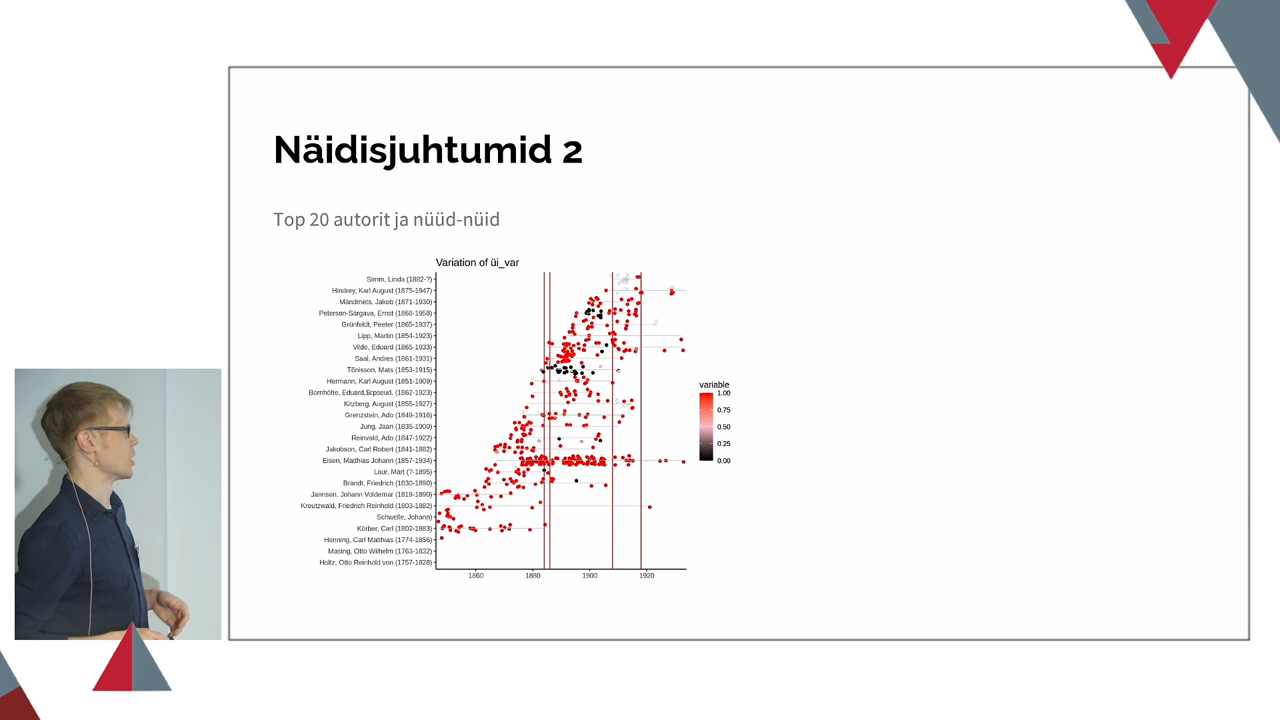 Näidisjuhtumid 2
Top 20 autorit ja nüüd-nüid
Variation of üi_var
Simm, Linda (1882-?)
Hindrey, Karl August (1875-1947)
Mändmets, Jakob (1871-1930)
Peterson-Särgava, Ernst (1868-1958)
Grünfeldt, Peeter (1865-1937)
Lipp, Martin (1854-1923)
Vilde, Eduard (1865-1933)
Saal, Andres (1861-1931)
Tõnisson, Mats (1853-1915)
Hermann, Karl August (1851-1909)
Bornhöhe, Eduard,$cpseud. (1862-1923)
Kitzberg, August (1855-1927)
Grenzstein, Ado (1849-1916)
Jung, Jaan (1835-1900)
Reinvald, Ado (1847-1922)
Jakobson, Carl Robert (1841-1882)
Eisen, Matthias Johann (1857-1934)
Laur, Mart (?-1895)
Brandt, Friedrich (1830-1890)
Jannsen, Johann Voldemar (1819-1890)
Kreutzwald, Friedrich Reinhold (1803-1882)
Schwelle, Johann)
Körber, Carl (1802-1883)
Henning, Carl Matthias (1774-1856)
Masing, Otto Wilhelm (1763-1832)
Holtz, Otto Reinhold von (1757-1828)
1860 1880 1900 1920
variable
1.00
0.75
0.50
0.25
0.00